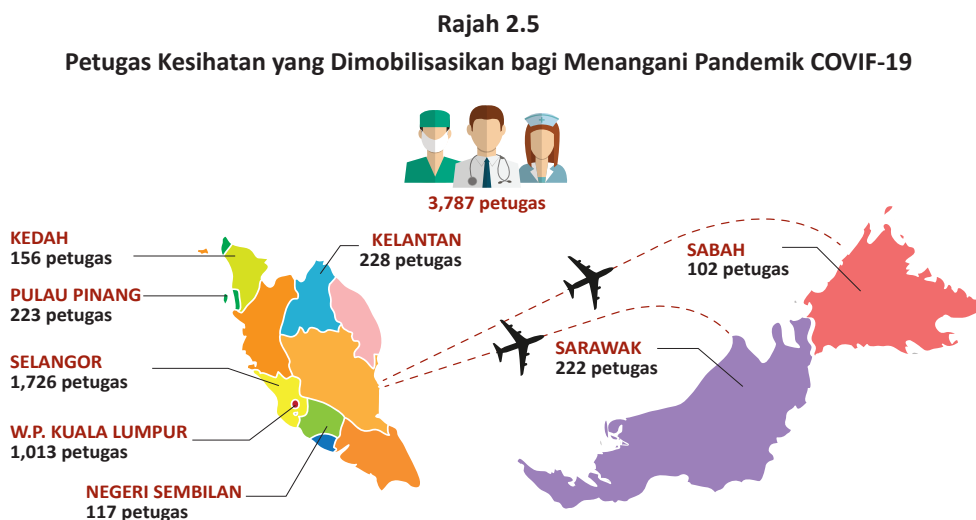 Rajah 2.5
Petugas Kesihatan yang Dimobilisasikan bagi Menangani Pandemik COVIF-19
3,787 petugas
KEDAH
156 petugas
KELANTAN
228 petugas
SABAH
102 petugas
PULAU PINANG
223 petugas
SELANGOR
1,726 petugas
SARAWAK
222 petugas
W.P. KUALA LUMPUR
1,013 petugas
NEGERI SEMBILAN
117 petugas